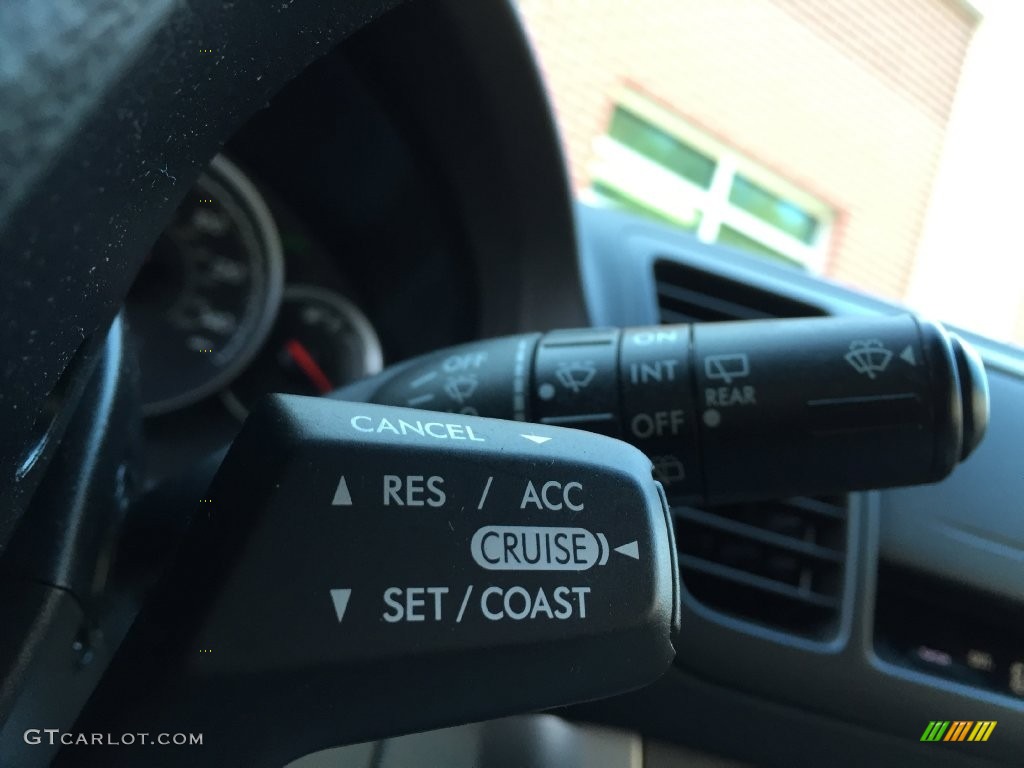 OFF
ON
INT
OFF
REAR
CANCEL
RES / ACC
CRUISE
SET / COAST
GTCARLOT.COM